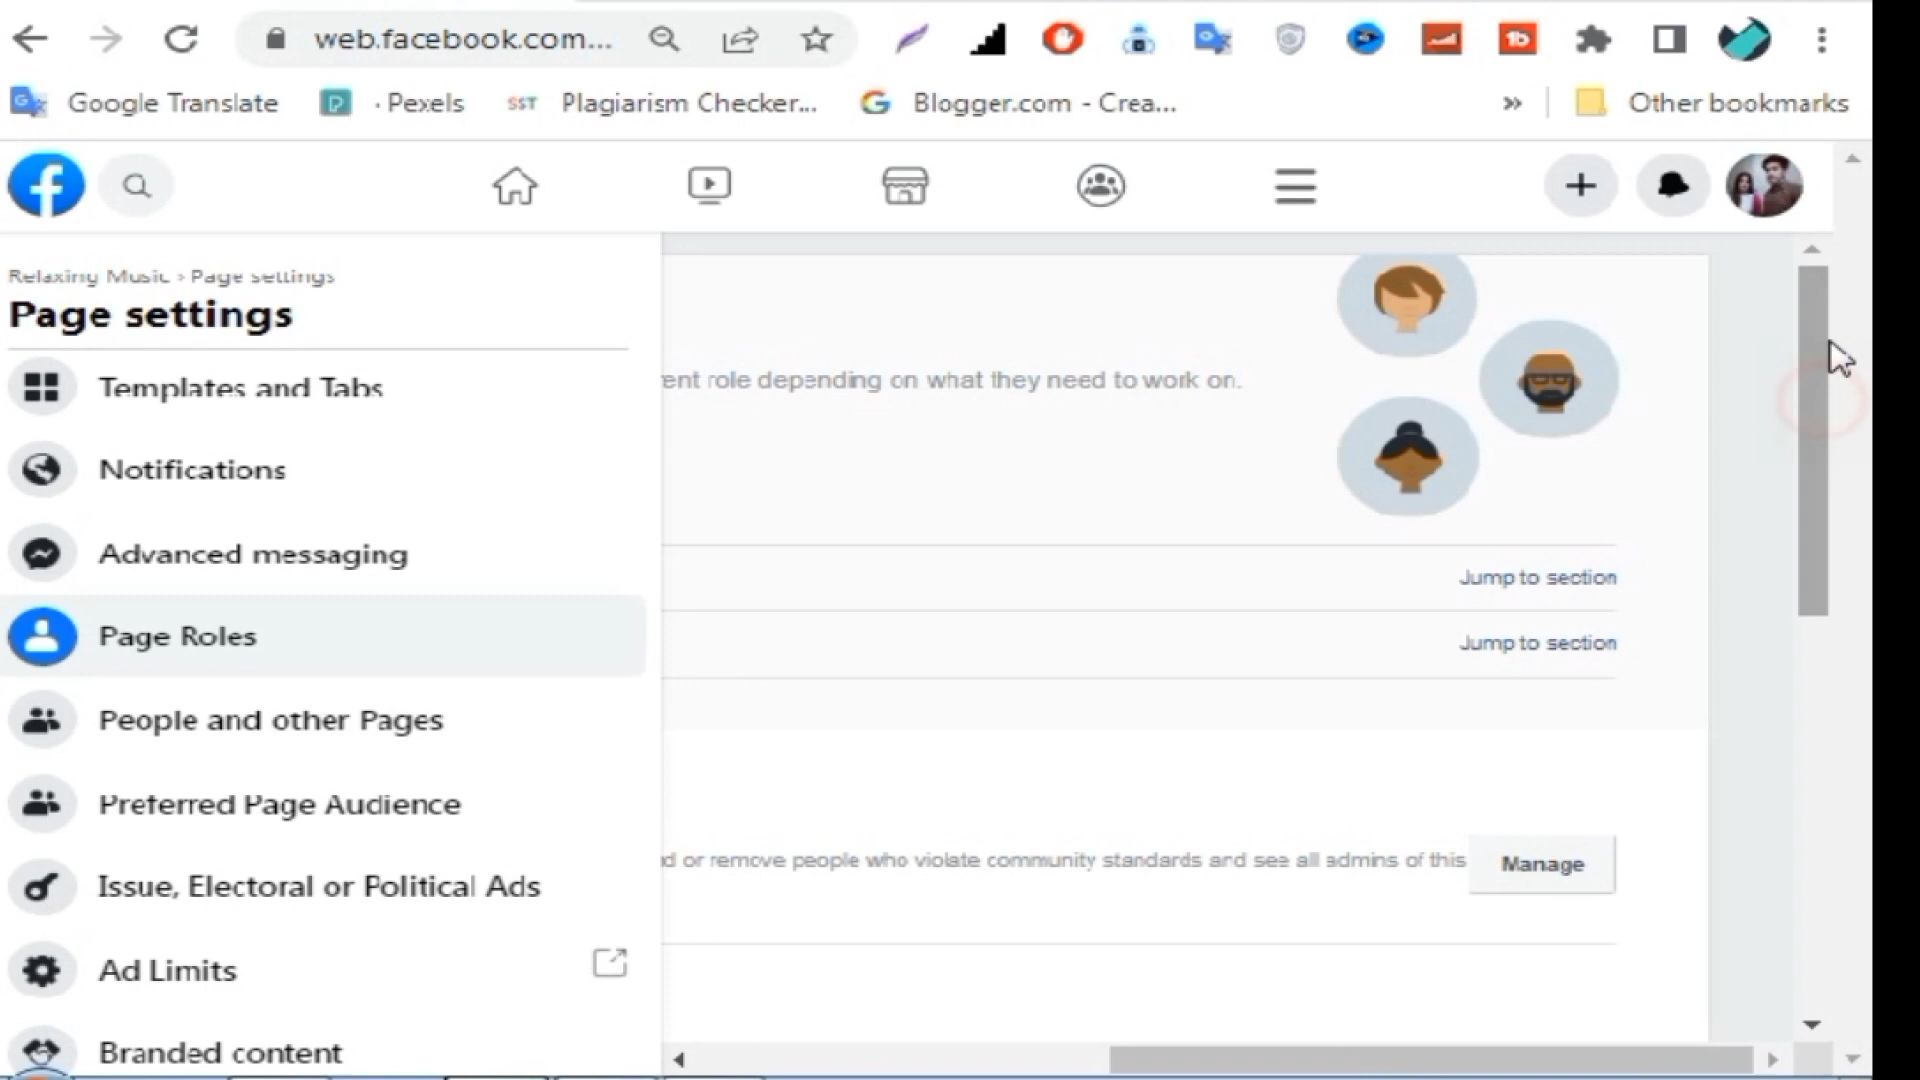 web.facebook.com...
Google Translate
· Pexels
SST
Plagiarism Checker...
Blogger.com - Crea...
»
Other bookmarks
Relaxing Music › Page settings
Page settings
Templates and Tabs
Notifications
Advanced messaging
Page Roles
People and other Pages
Preferred Page Audience
Issue, Electoral or Political Ads
Ad Limits
Branded content
ent role depending on what they need to work on.
Jump to section
Jump to section
d or remove people who violate community standards and see all admins of this
Manage